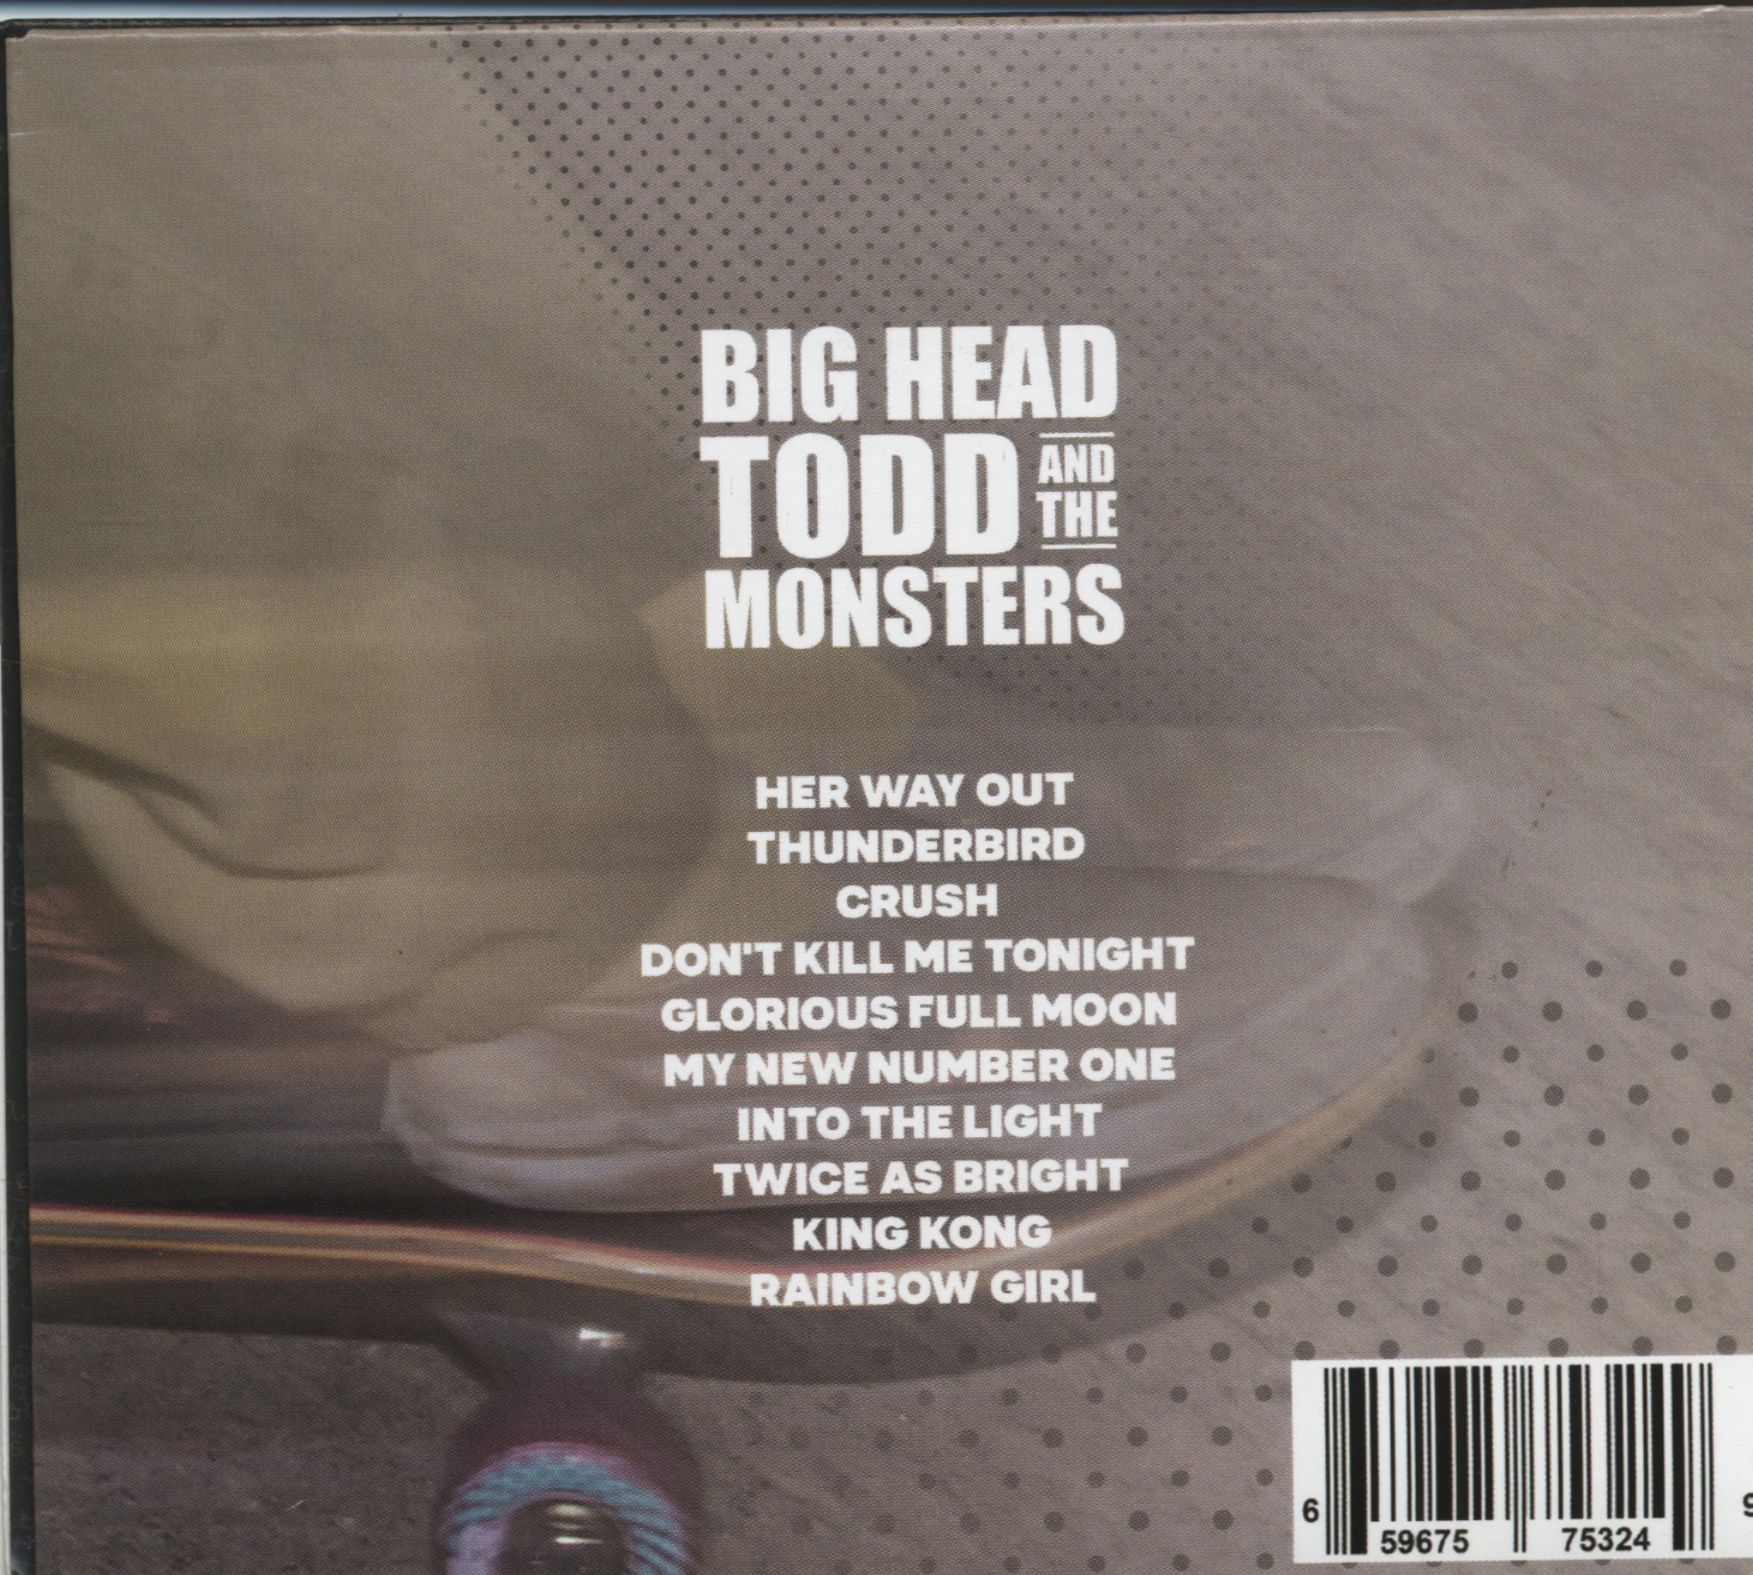 BIG HEAD
TODD AND THE
MONSTERS
HER WAY OUT
THUNDERBIRD
CRUSH
DON'T KILL ME TONIGHT
GLORIOUS FULL MOON
MY NEW NUMBER ONE
INTO THE LIGHT
TWICE AS BRIGHT
KING KONG
RAINBOW GIRL
6 59675 75324